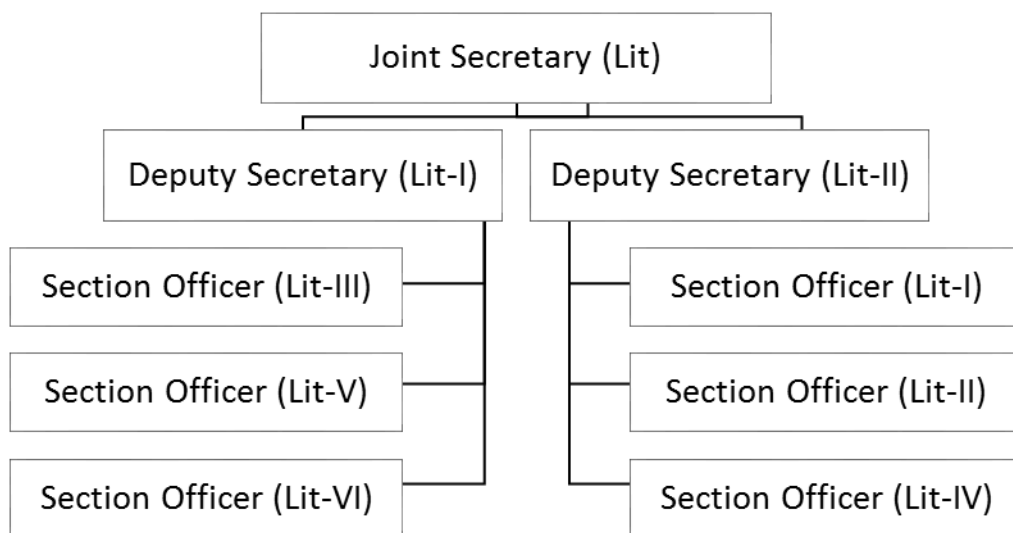 Joint Secretary (Lit)
Deputy Secretary (Lit-I)
Deputy Secretary (Lit-II)
Section Officer (Lit-III)
Section Officer (Lit-I)
Section Officer (Lit-V)
Section Officer (Lit-II)
Section Officer (Lit-VI)
Section Officer (Lit-IV)